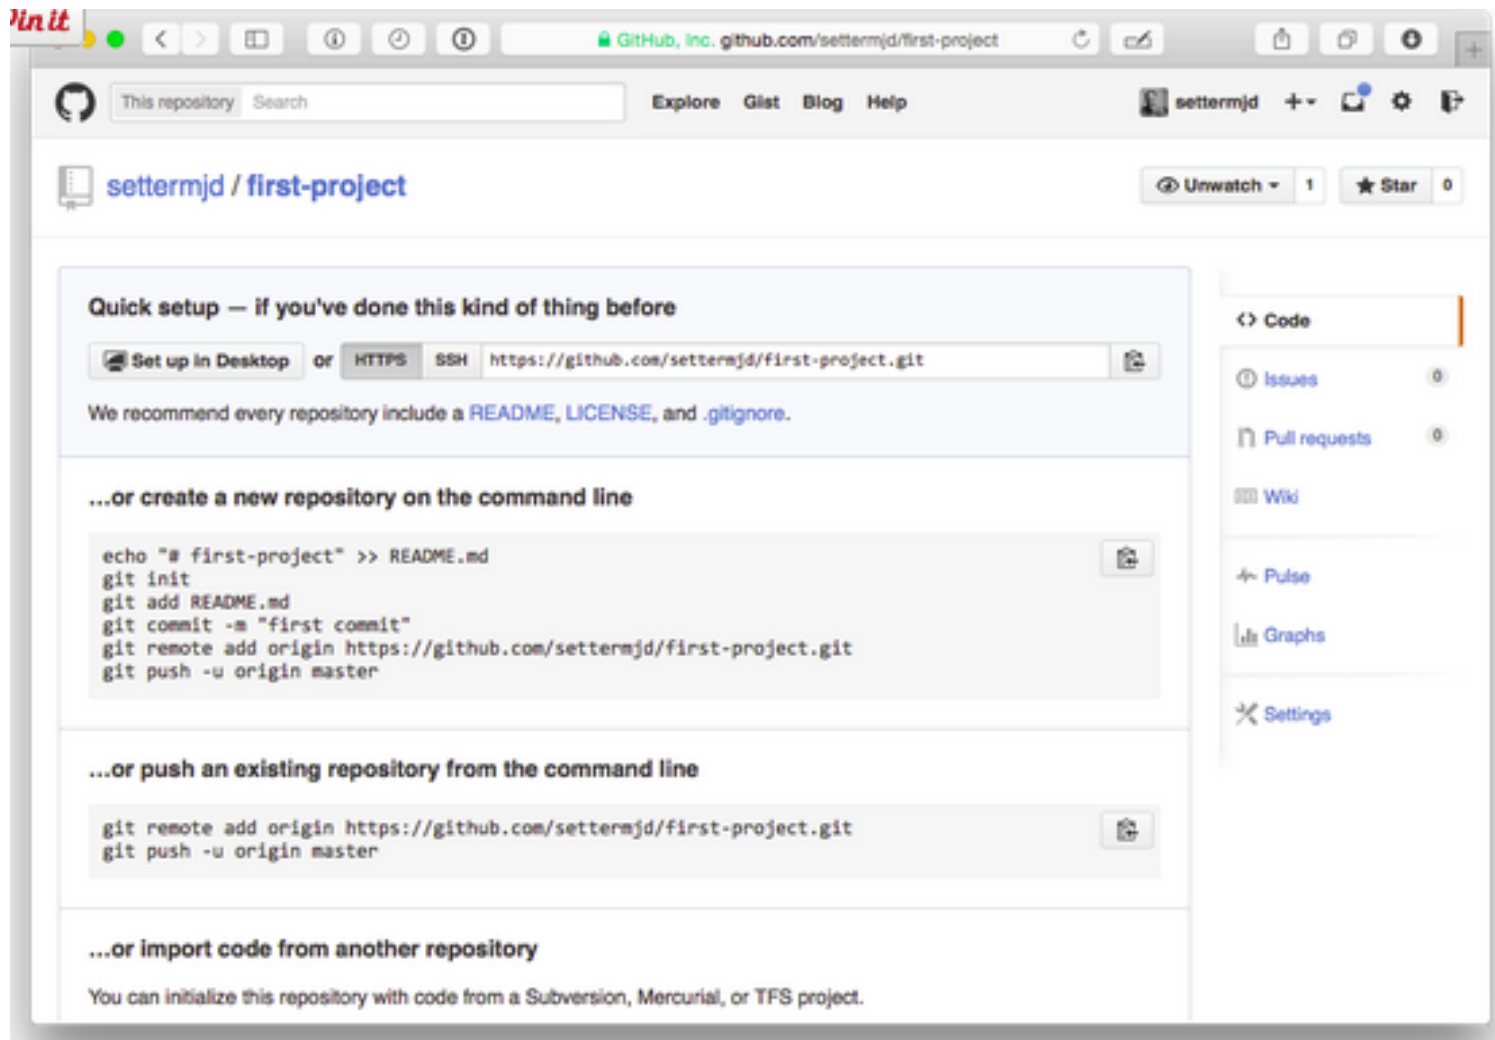 Pin it
GitHub, Inc. github.com/settermjd/first-project
This repository Search Explore Gist Blog Help settermjd
settermjd / first-project
Unwatch 1 Star 0
Quick setup — if you've done this kind of thing before
Set up in Desktop or HTTPS SSH https://github.com/settermjd/first-project.git
We recommend every repository include a README, LICENSE, and .gitignore.
…or create a new repository on the command line
echo "# first-project" >> README.md
git init
git add README.md
git commit -m "first commit"
git remote add origin https://github.com/settermjd/first-project.git
git push -u origin master
…or push an existing repository from the command line
git remote add origin https://github.com/settermjd/first-project.git
git push -u origin master
…or import code from another repository
You can initialize this repository with code from a Subversion, Mercurial, or TFS project.
Code
Issues 0
Pull requests 0
Wiki
Pulse
Graphs
Settings